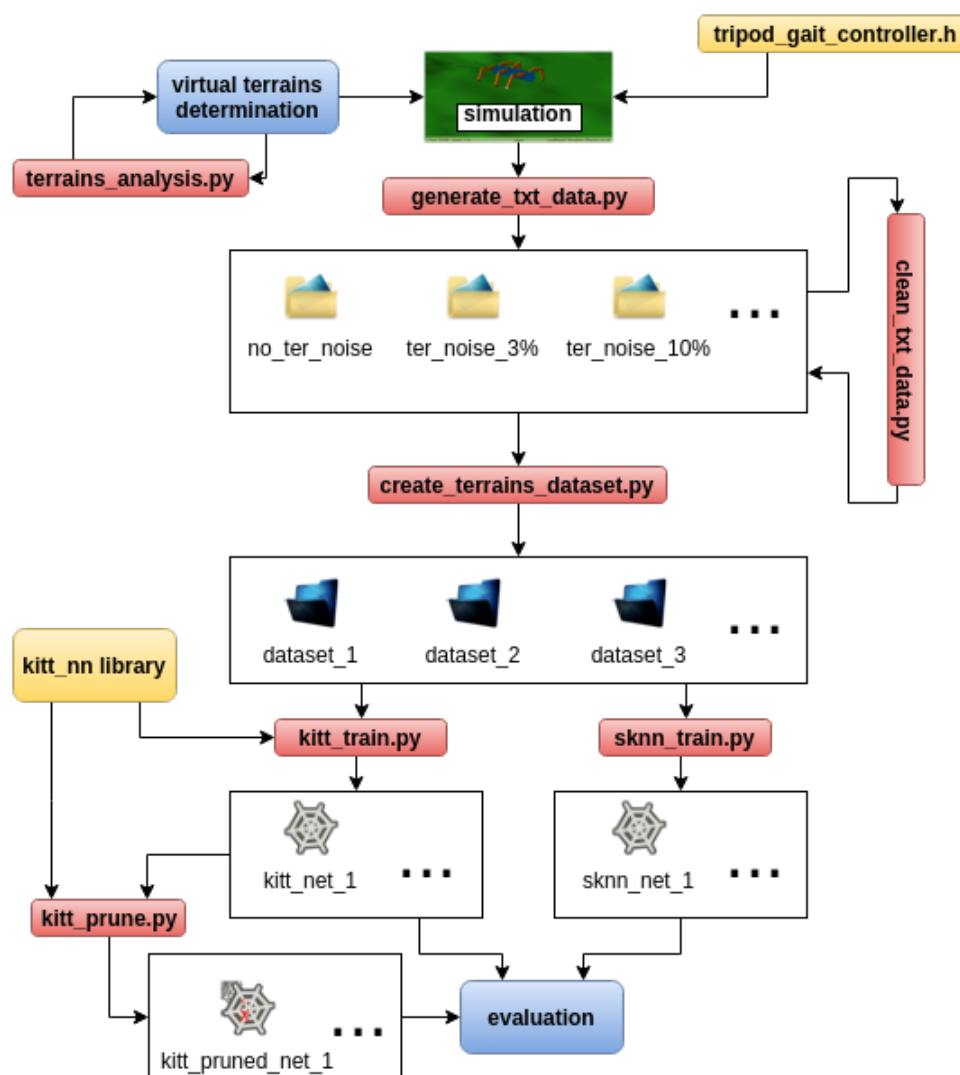 tripod_gait_controller.h
virtual terrains
determination
simulation
terrains_analysis.py
generate_txt_data.py
clean_txt_data.py
no_ter_noise
ter_noise_3%
ter_noise_10%
...
create_terrains_dataset.py
dataset_1
dataset_2
dataset_3
...
kitt_nn library
kitt_train.py
sknn_train.py
kitt_net_1
...
sknn_net_1
...
kitt_prune.py
kitt_pruned_net_1
...
evaluation